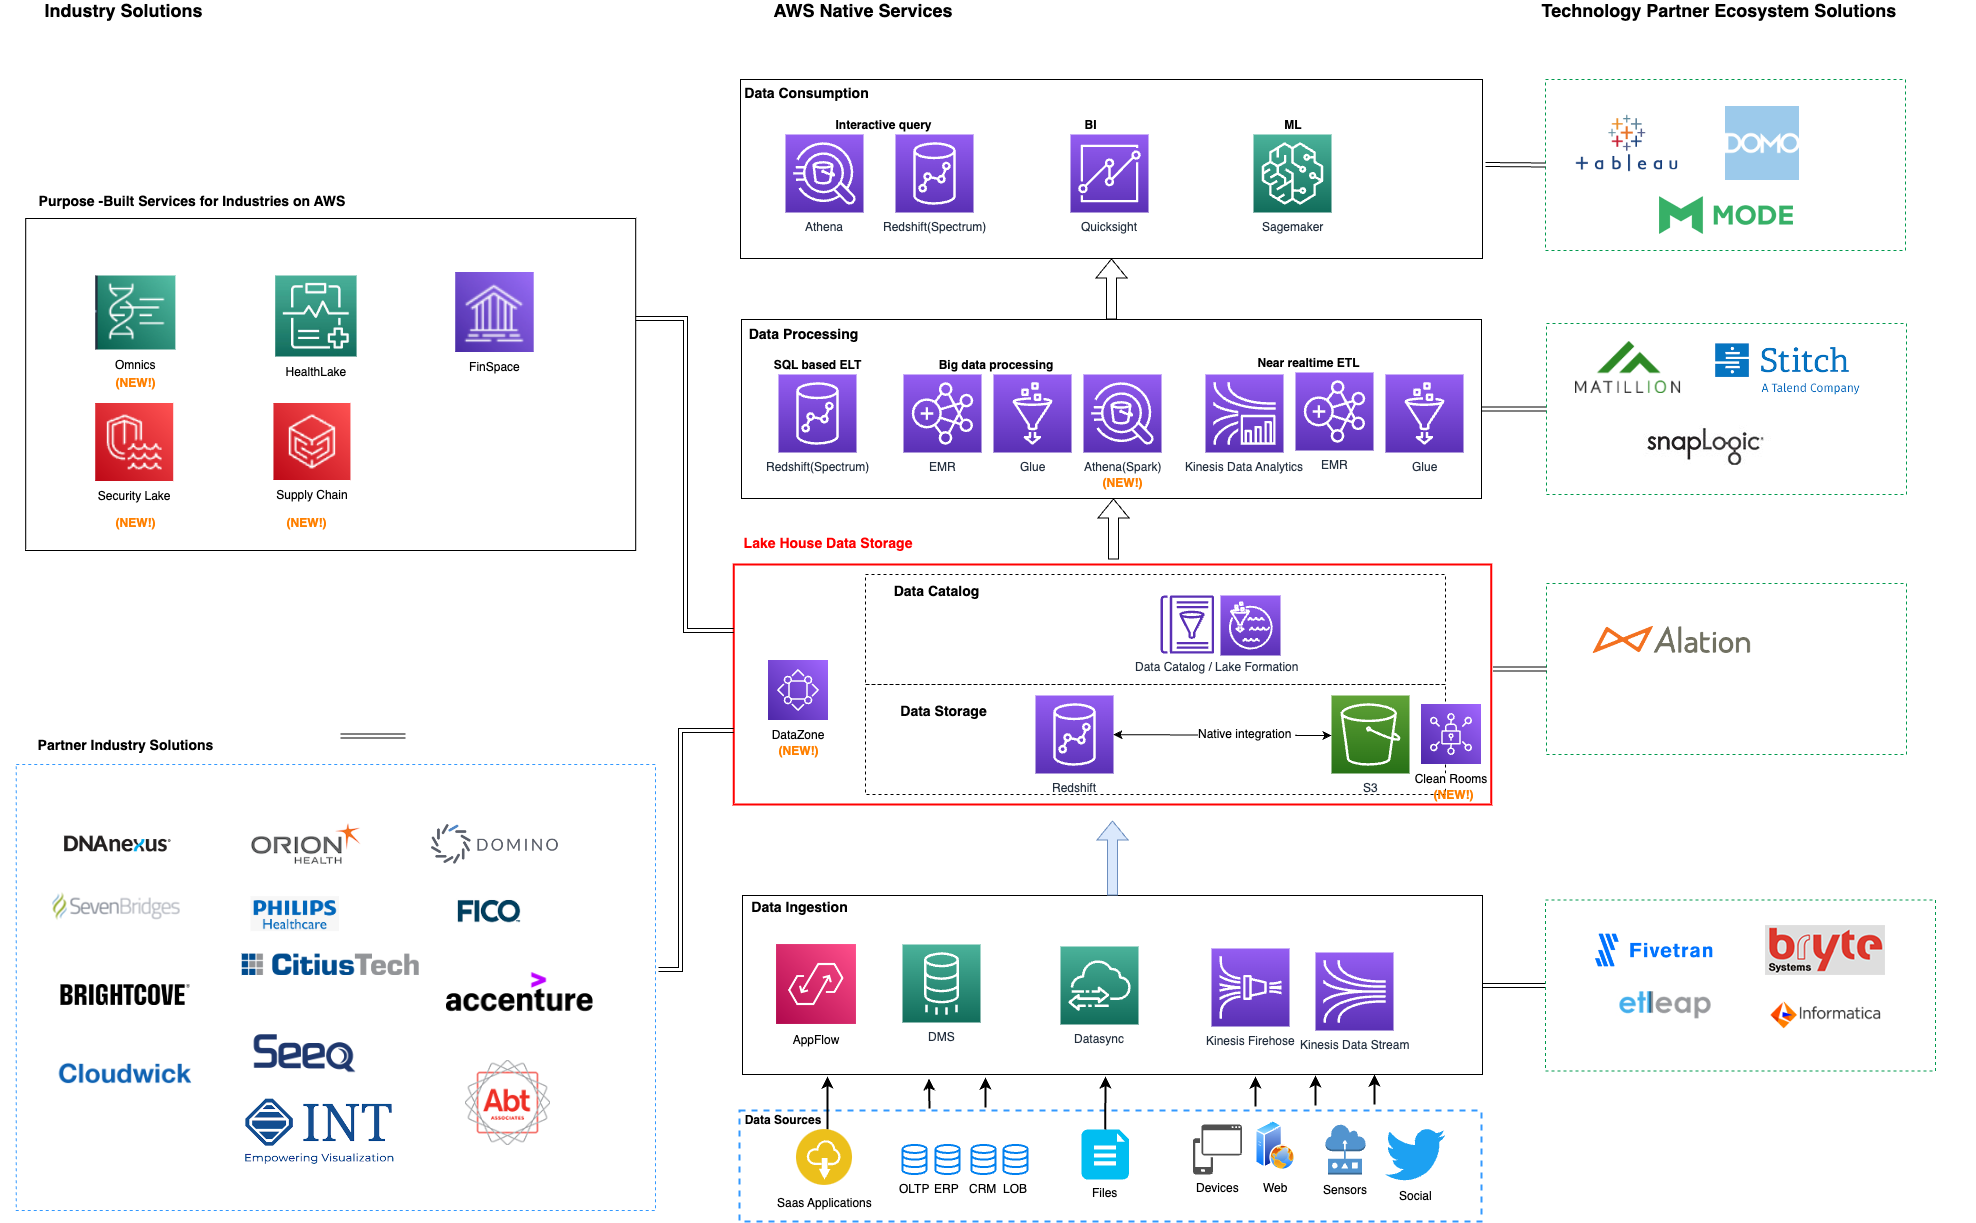 Industry Solutions
AWS Native Services
Technology Partner Ecosystem Solutions
Purpose -Built Services for Industries on AWS
Omnics
(NEW!)
HealthLake
FinSpace
Security Lake
(NEW!)
Supply Chain
(NEW!)
Partner Industry Solutions
DNAnexus
ORION
HEALTH
DOMINO
SevenBridges
PHILIPS
Healthcare
FICO
CitiusTech
BRIGHTCOVE
accenture
Seeq
Cloudwick
Abt
ASSOCIATES
INT
Empowering Visualization
Data Consumption
Interactive query
BI
ML
Athena
Redshift(Spectrum)
Quicksight
Sagemaker
Data Processing
SQL based ELT
Big data processing
Near realtime ETL
Redshift(Spectrum)
EMR
Glue
Athena(Spark)
(NEW!)
Kinesis Data Analytics
EMR
Glue
Lake House Data Storage
Data Catalog
Data Catalog / Lake Formation
DataZone
(NEW!)
Data Storage
Redshift
Native integration
S3
Clean Rooms
(NEW!)
Data Ingestion
AppFlow
DMS
Datasync
Kinesis Firehose
Kinesis Data Stream
Data Sources
Saas Applications
OLTP
ERP
CRM
LOB
Files
Devices
Web
Sensors
Social
+ableau
DOMO
MODE
MATILLION
Stitch
A Talend Company
snapLogic
Alation
Fivetran
bryte
Systems
etleap
Informatica